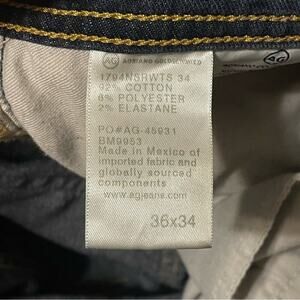 AG ADRIANO GOLDSCHMIED
1794NSRWTS 34
92% COTTON
6% POLYESTER
2% ELASTANE
PO#AG-45931
BM9953
Made in Mexico of
imported fabric and
globally sourced
components
www.agjeans.com
36x34